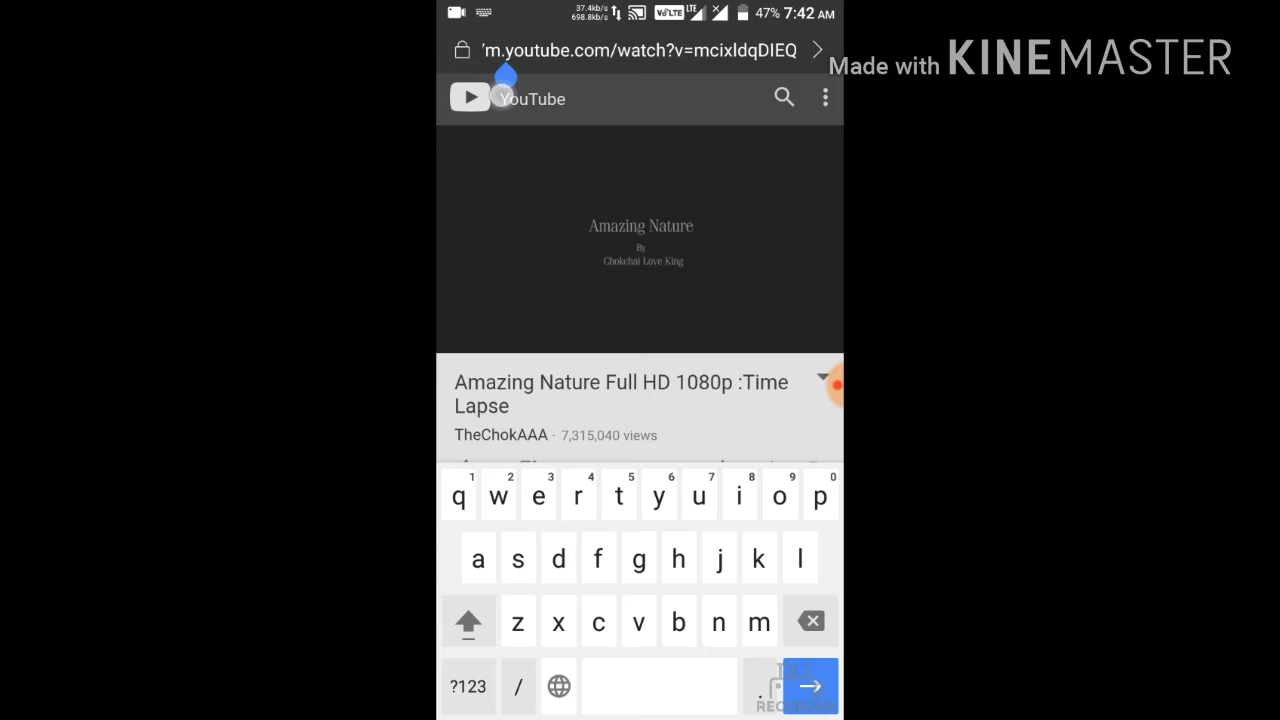 37.4kb/s
698.8kb/s
VoLTE
LTE
47%
7:42 AM
m.youtube.com/watch?v=mcixldqDIEQ
Made with KINEMASTER
YouTube
Amazing Nature
By
Chokchai Love King
Amazing Nature Full HD 1080p :Time
Lapse
TheChokAAA · 7,315,040 views
1 2 3 4 5 6 7 8 9 0
q w e r t y u i o p
a s d f g h j k l
z x c v b n m
?123 / .
RECORDER